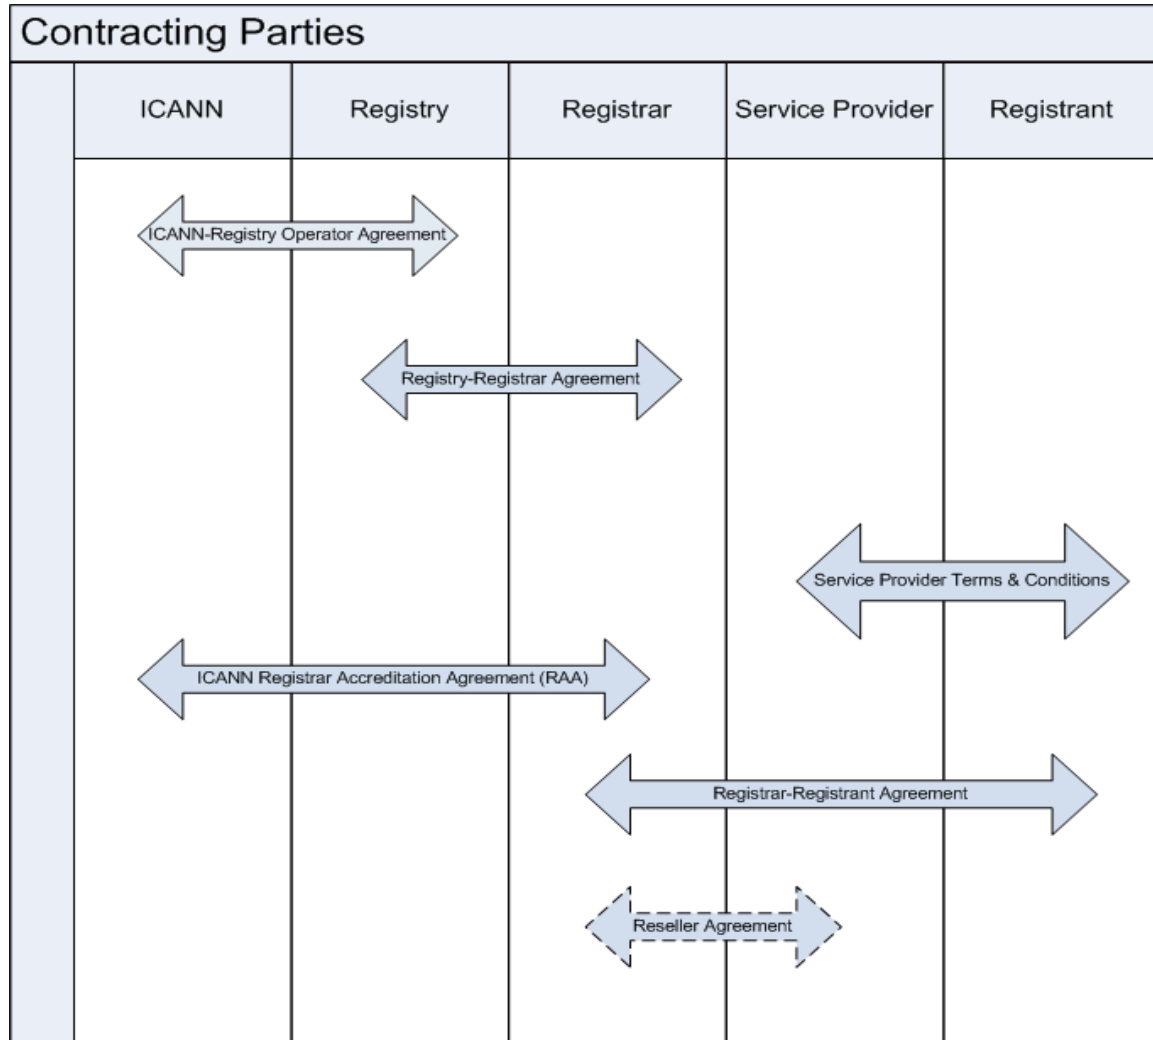 Contracting Parties
ICANN
Registry
Registrar
Service Provider
Registrant
ICANN-Registry Operator Agreement
Registry-Registrar Agreement
Service Provider Terms & Conditions
ICANN Registrar Accreditation Agreement (RAA)
Registrar-Registrant Agreement
Reseller Agreement